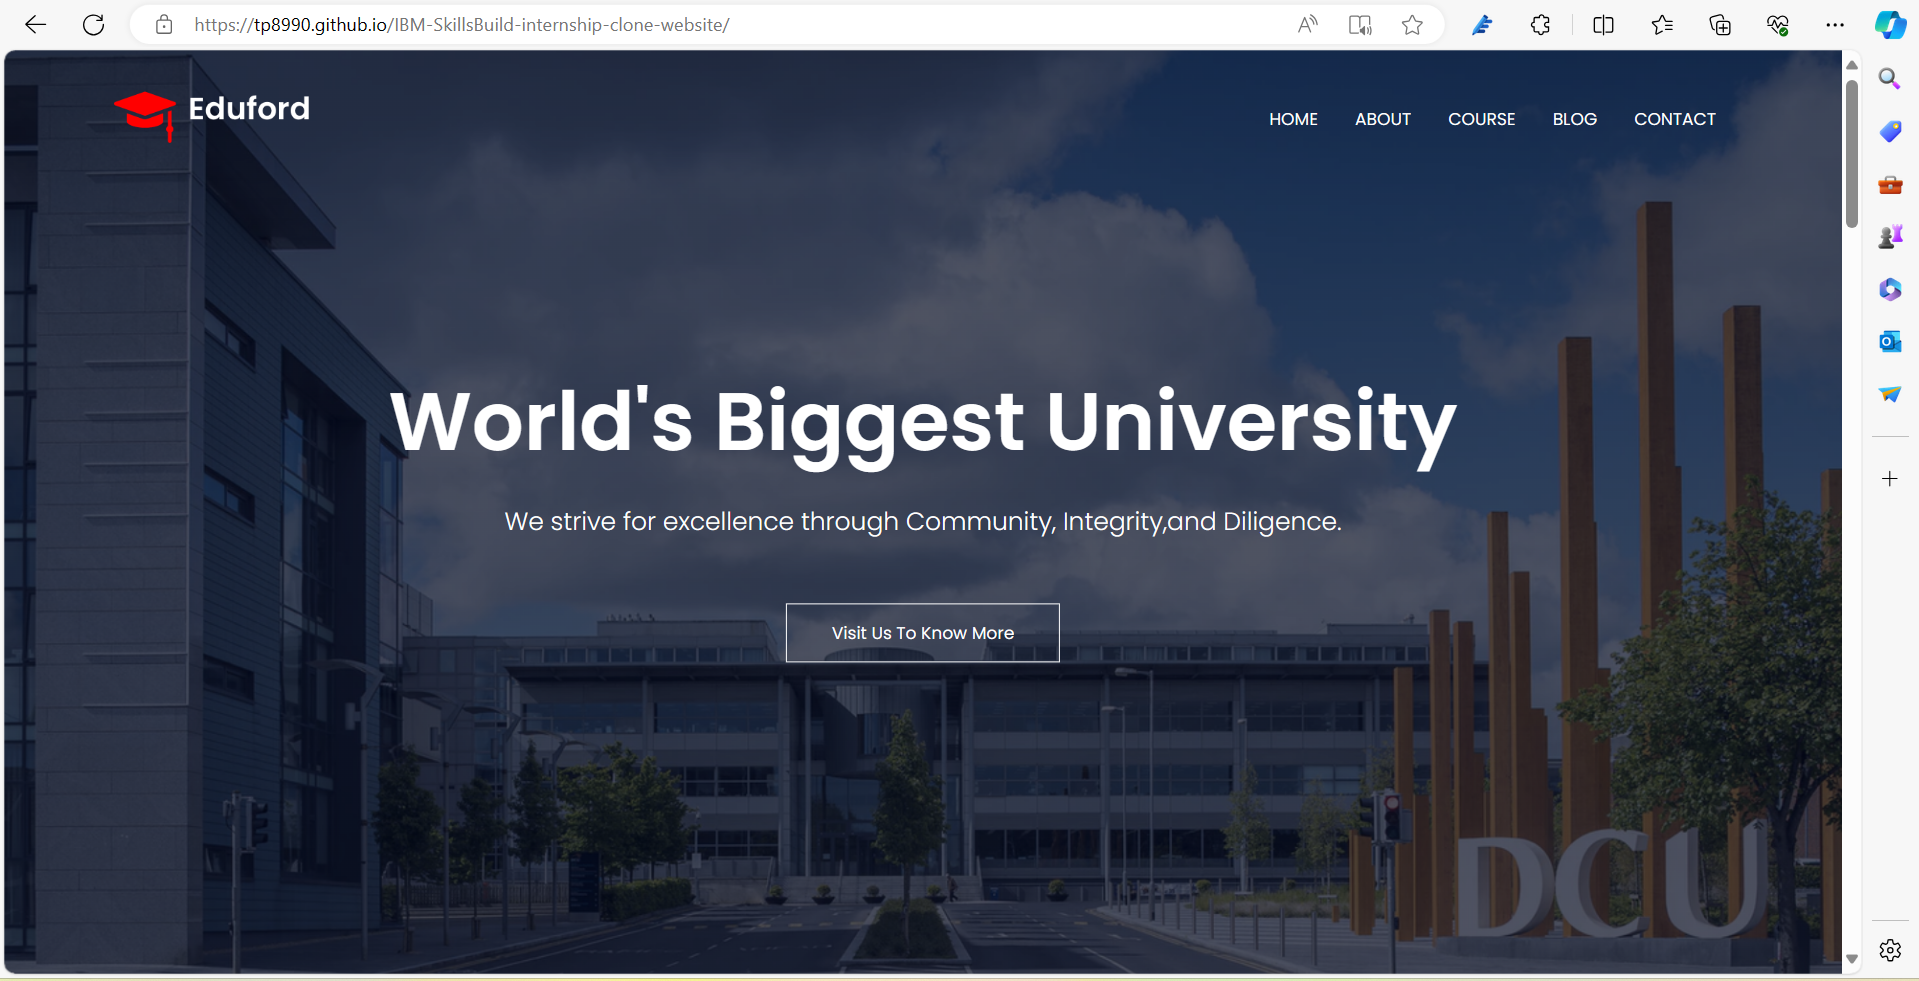 https://tp8990.github.io/IBM-SkillsBuild-internship-clone-website/
Eduford
HOME ABOUT COURSE BLOG CONTACT
World's Biggest University
We strive for excellence through Community, Integrity,and Diligence.
Visit Us To Know More
DCU